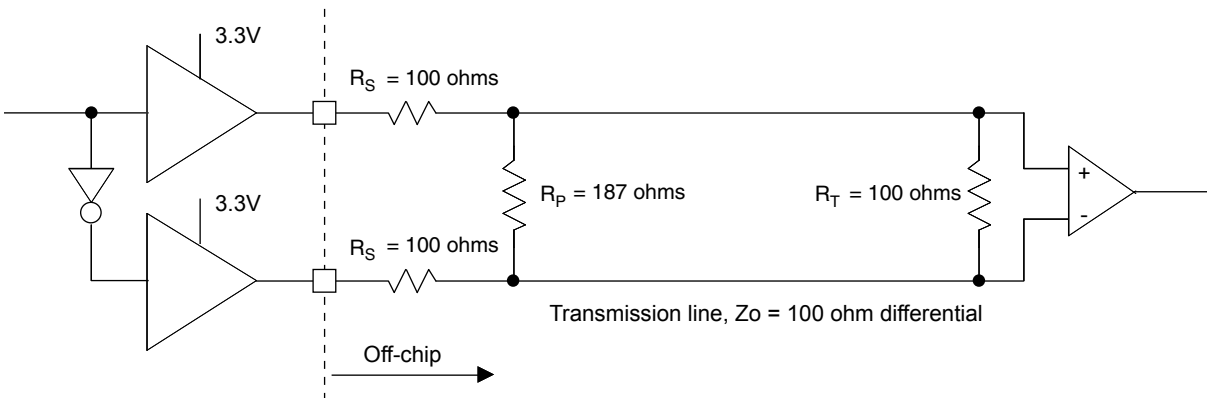 3.3V
R_S = 100 ohms
R_P = 187 ohms
R_T = 100 ohms
+
-
3.3V
R_S = 100 ohms
Transmission line, Zo = 100 ohm differential
Off-chip